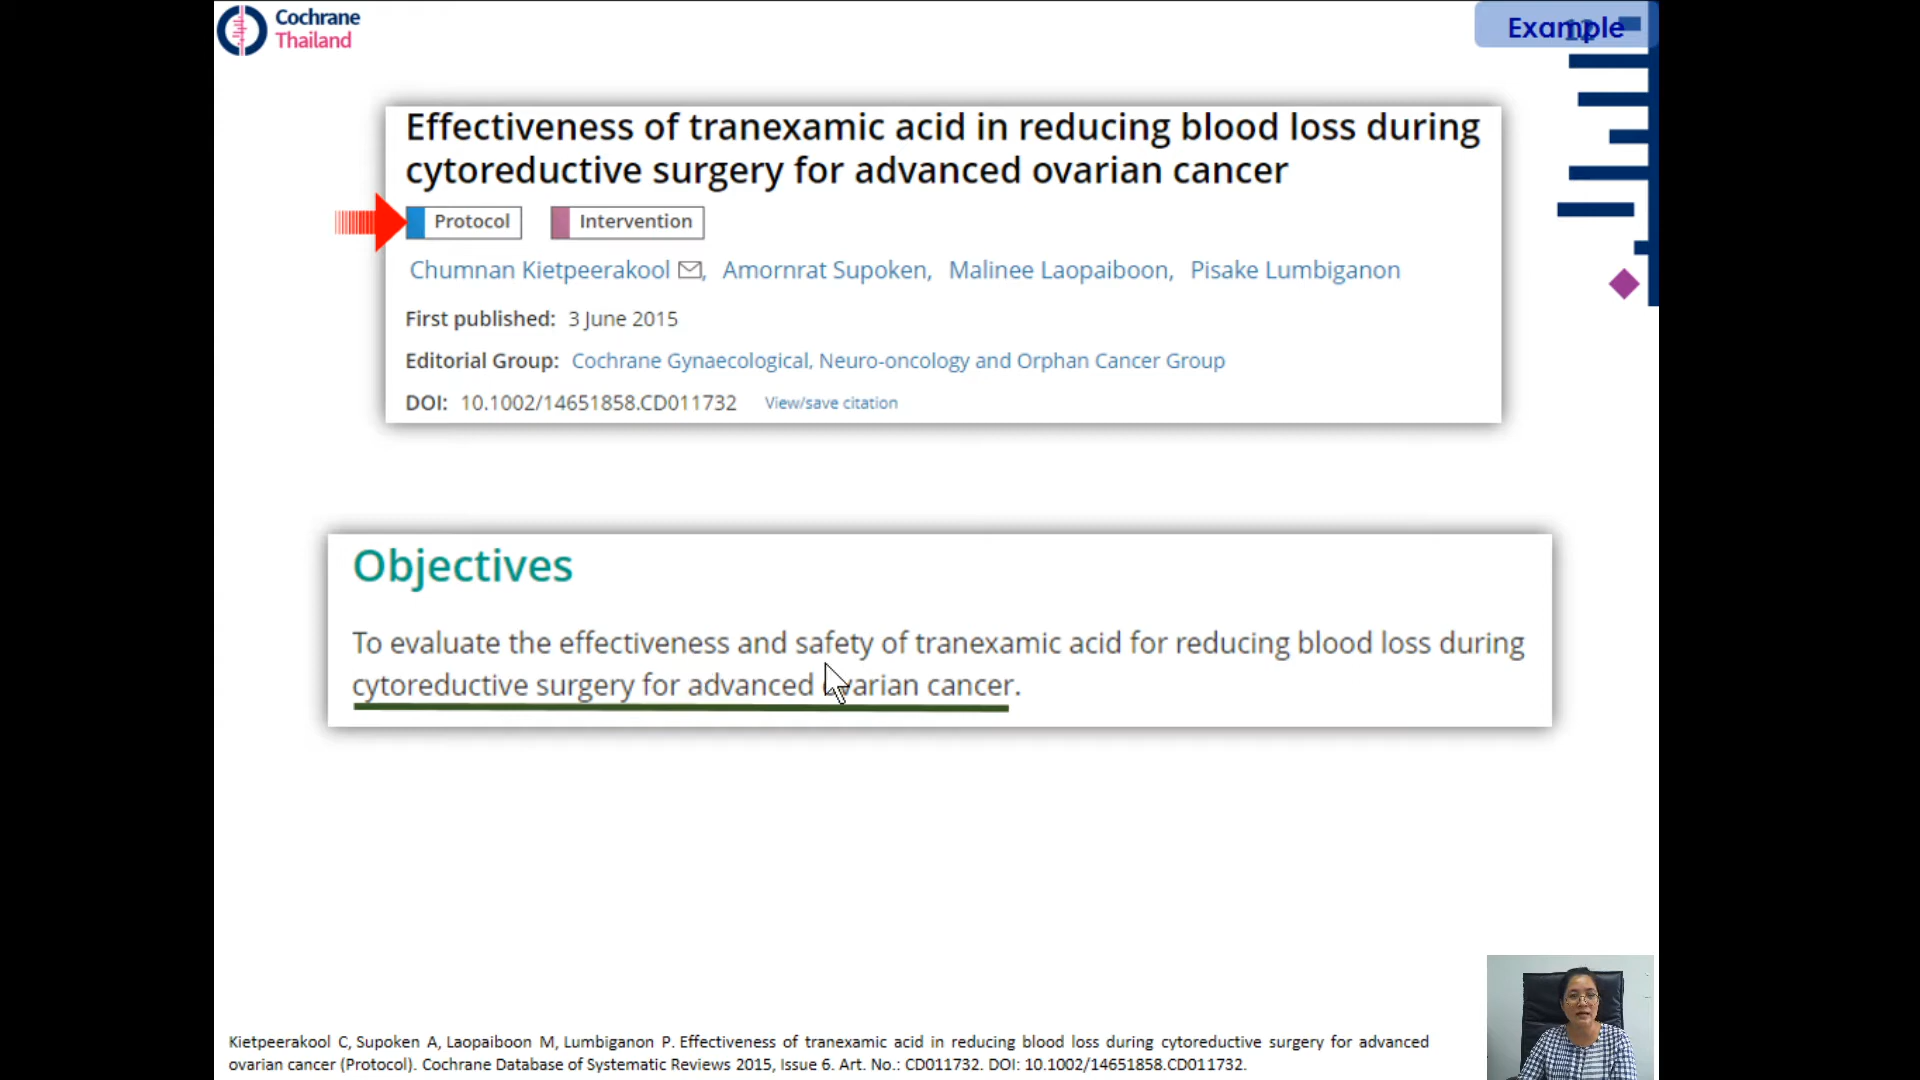 Cochrane
Thailand
Example
12
Effectiveness of tranexamic acid in reducing blood loss during
cytoreductive surgery for advanced ovarian cancer
Protocol Intervention
Chumnan Kietpeerakool, Amornrat Supoken, Malinee Laopaiboon, Pisake Lumbiganon
First published: 3 June 2015
Editorial Group: Cochrane Gynaecological, Neuro-oncology and Orphan Cancer Group
DOI: 10.1002/14651858.CD011732 View/save citation
Objectives
To evaluate the effectiveness and safety of tranexamic acid for reducing blood loss during
cytoreductive surgery for advanced ovarian cancer.
Kietpeerakool C, Supoken A, Laopaiboon M, Lumbiganon P. Effectiveness of tranexamic acid in reducing blood loss during cytoreductive surgery for advanced
ovarian cancer (Protocol). Cochrane Database of Systematic Reviews 2015, Issue 6. Art. No.: CD011732. DOI: 10.1002/14651858.CD011732.